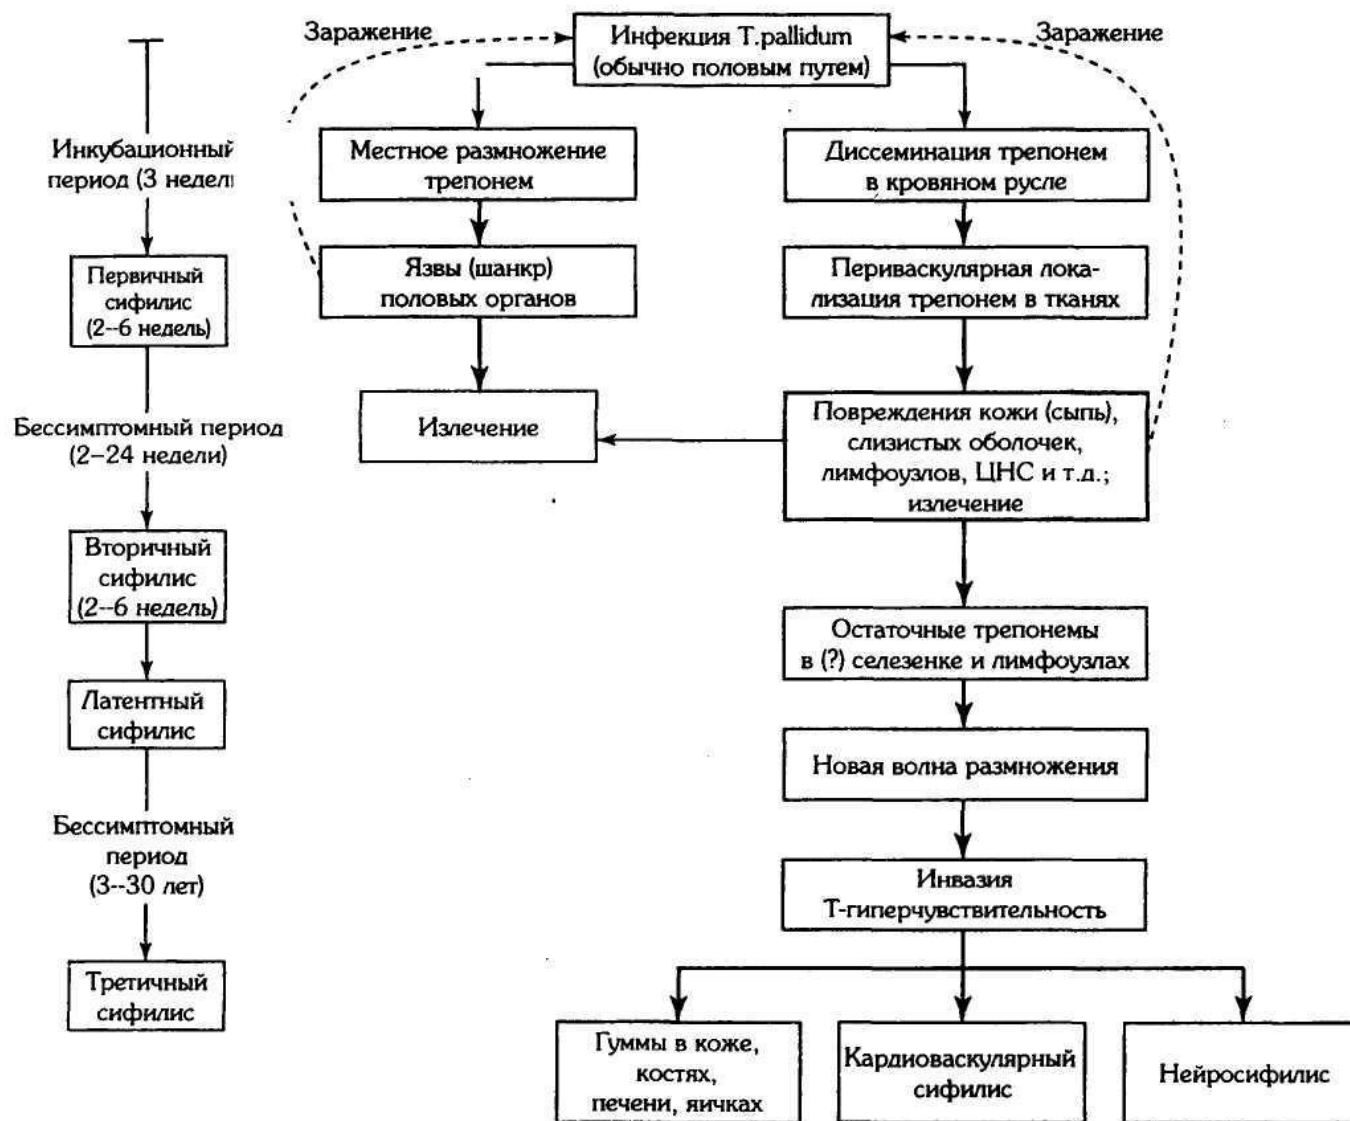 Заражение
Инфекция T.pallidum
(обычно половым путем)
Заражение
Инкубационный
период (3 недели
Первичный
сифилис
(2--6 недель)
Бессимптомный период
(2–24 недели)
Вторичный
сифилис
(2--6 недель)
Латентный
сифилис
Бессимптомный
период
(3--30 лет)
Третичный
сифилис
Местное размножение
трепонем
Язвы (шанкр)
половых органов
Излечение
Диссеминация трепонем
в кровяном русле
Периваскулярная лока-
лизация трепонем в тканях
Повреждения кожи (сыпь),
слизистых оболочек,
лимфоузлов, ЦНС и т.д.;
излечение
Остаточные трепонемы
в (?) селезенке и лимфоузлах
Новая волна размножения
Инвазия
Т-гиперчувствительность
Гуммы в коже,
костях,
печени, яичках
Кардиоваскулярный
сифилис
Нейросифилис